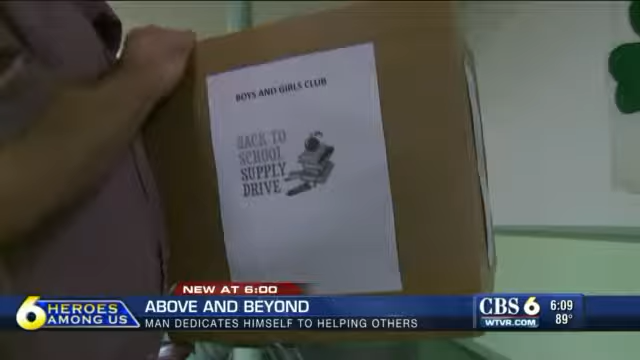 BOYS AND GIRLS CLUB
BACK TO
SCHOOL
SUPPLY
DRIVE
NEW AT 6:00
6 HEROES
AMONG US
ABOVE AND BEYOND
MAN DEDICATES HIMSELF TO HELPING OTHERS
CBS 6
WTVR.COM
6:09
89°